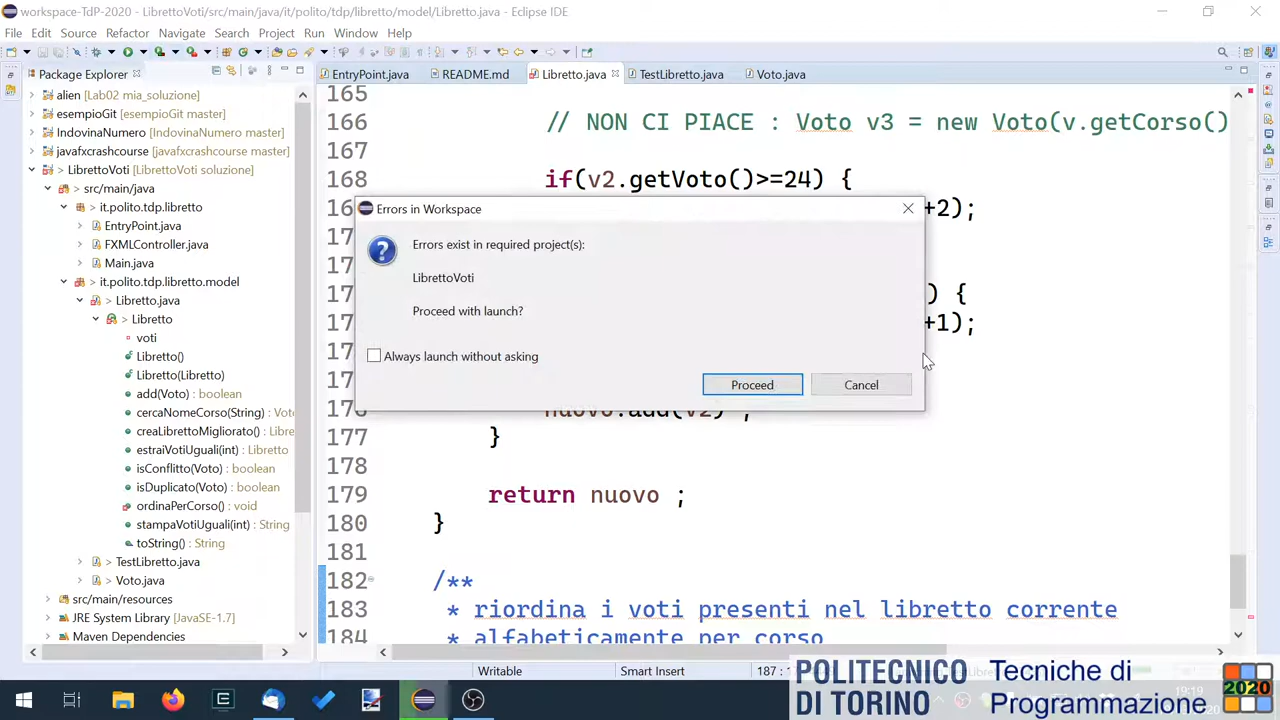 workspace-TdP-2020 - LibrettoVoti/src/main/java/it/polito/tdp/libretto/model/Libretto.java - Eclipse IDE
File Edit Source Refactor Navigate Search Project Run Window Help
Package Explorer
EntryPoint.java README.md Libretto.java TestLibretto.java Voto.java
alien [Lab02 mia_soluzione]
esempioGit [esempioGit master]
IndovinaNumero [IndovinaNumero master]
javafxcrashcourse [javafxcrashcourse master]
LibrettoVoti [LibrettoVoti soluzione]
src/main/java
it.polito.tdp.libretto
EntryPoint.java
FXMLController.java
Main.java
it.polito.tdp.libretto.model
Libretto.java
Libretto
voti
Libretto()
Libretto(Libretto)
add(Voto) : boolean
cercaNomeCorso(String) : Voto
creaLibrettoMigliorato() : Libre
estraiVotiUguali(int) : Libretto
isConflitto(Voto) : boolean
isDuplicato(Voto) : boolean
ordinaPerCorso() : void
stampaVotiUguali(int) : String
toString() : String
TestLibretto.java
Voto.java
src/main/resources
JRE System Library [JavaSE-1.7]
Maven Dependencies
165
166 // NON CI PIACE : Voto v3 = new Voto(v.getCorso()
167
168 if(v2.getVoto()>=24) {
+2);
) {
+1);
nuovo.add(v2) ;
177 }
178
179 return nuovo ;
180 }
181
182 /**
183 * riordina i voti presenti nel libretto corrente
184 * alfabeticamente per corso
Errors in Workspace
Errors exist in required project(s):
LibrettoVoti
Proceed with launch?
Always launch without asking
Proceed Cancel
Writable Smart Insert 187 : 1
POLITECNICO
DI TORINO
Tecniche di
Programmazione
2020
19:19